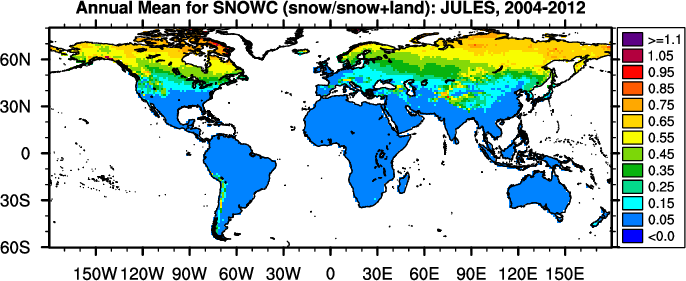 Annual Mean for SNOWC (snow/snow+land): JULES, 2004-2012
>=1.1
1.05
60N
0.95
0.85
30N
0.75
0.65
0
0.55
0.45
0.35
30S
0.25
0.15
0.05
60S
<0.0
150W 120W 90W 60W 30W 0 30E 60E 90E 120E 150E